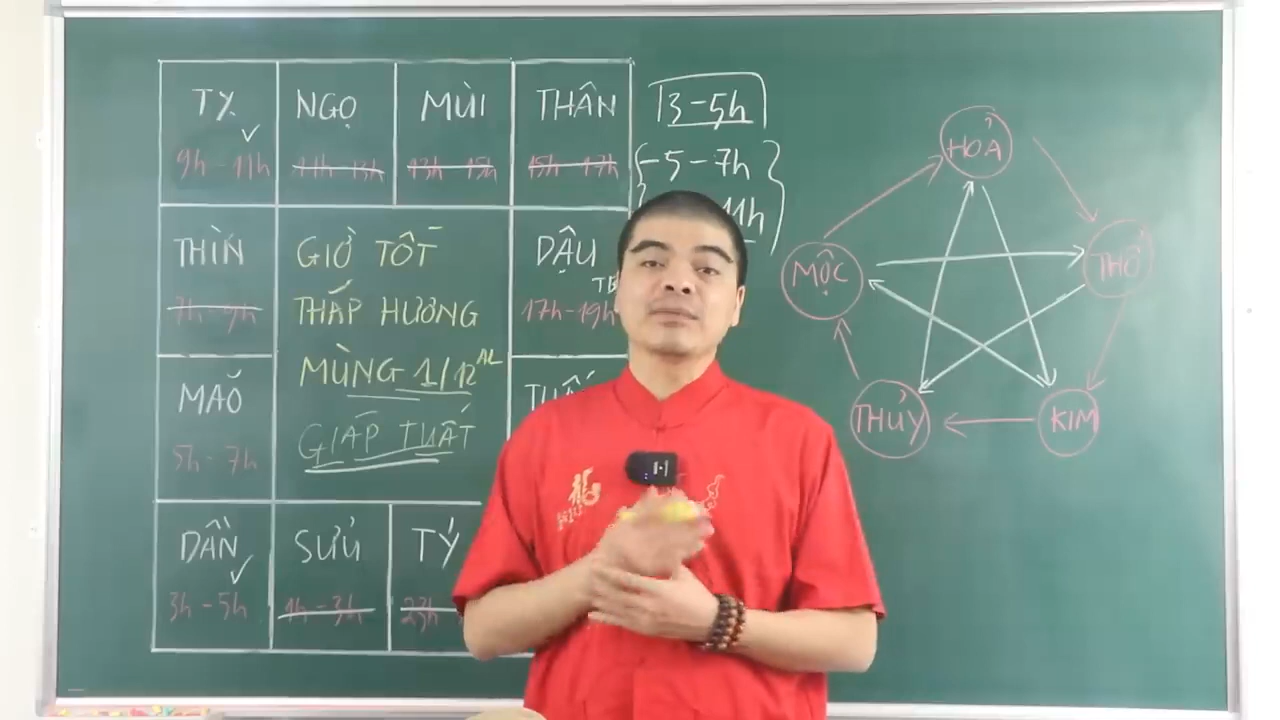 TỴ
9h - 11h
NGỌ
11h - 13h
MÙI
13h - 15h
THÂN
15h - 17h
THÌN
7h - 9h
GIỜ TỐT
THẮP HƯƠNG
MÙNG 1/12 AL
GIÁP TUẤT
DẬU
17h - 19h
MÃO
5h - 7h
DẦN
3h - 5h
SỬU
1h - 3h
TÝ
23h
3 - 5h
- 5 - 7h
11h
HỎA
THỔ
KIM
THỦY
MỘC